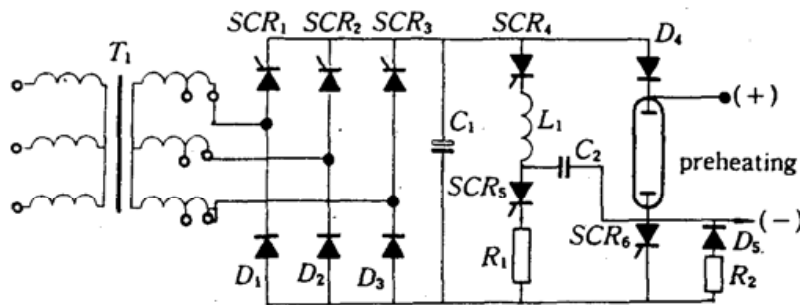 SCR₁ SCR₂ SCR₃ SCR₄ D₄
T₁
(+)
C₁ L₁ C₂
preheating
SCR₅
(−)
SCR₆
D₅
R₁ R₂
D₁ D₂ D₃